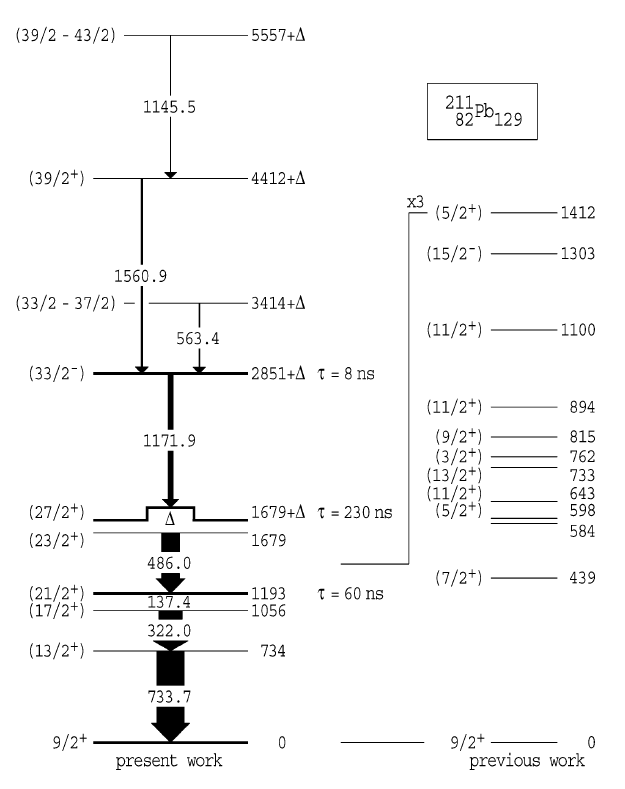 (39/2 - 43/2) 5557+Δ
1145.5
²¹¹₈₂Pb₁₂₉
(39/2⁺) 4412+Δ
x3 (5/2⁺) 1412
(15/2⁻) 1303
1560.9
(33/2 - 37/2) 3414+Δ
(11/2⁺) 1100
563.4
(33/2⁻) 2851+Δ τ = 8 ns
(11/2⁺) 894
1171.9
(9/2⁺) 815
(3/2⁺) 762
(13/2⁺) 733
(11/2⁺) 643
(27/2⁺) Δ 1679+Δ τ = 230 ns
(5/2⁺) 598
584
(23/2⁺) 1679
486.0
(7/2⁺) 439
(21/2⁺) 1193 τ = 60 ns
137.4
(17/2⁺) 1056
322.0
(13/2⁺) 734
733.7
9/2⁺ 0
9/2⁺ 0
present work
previous work